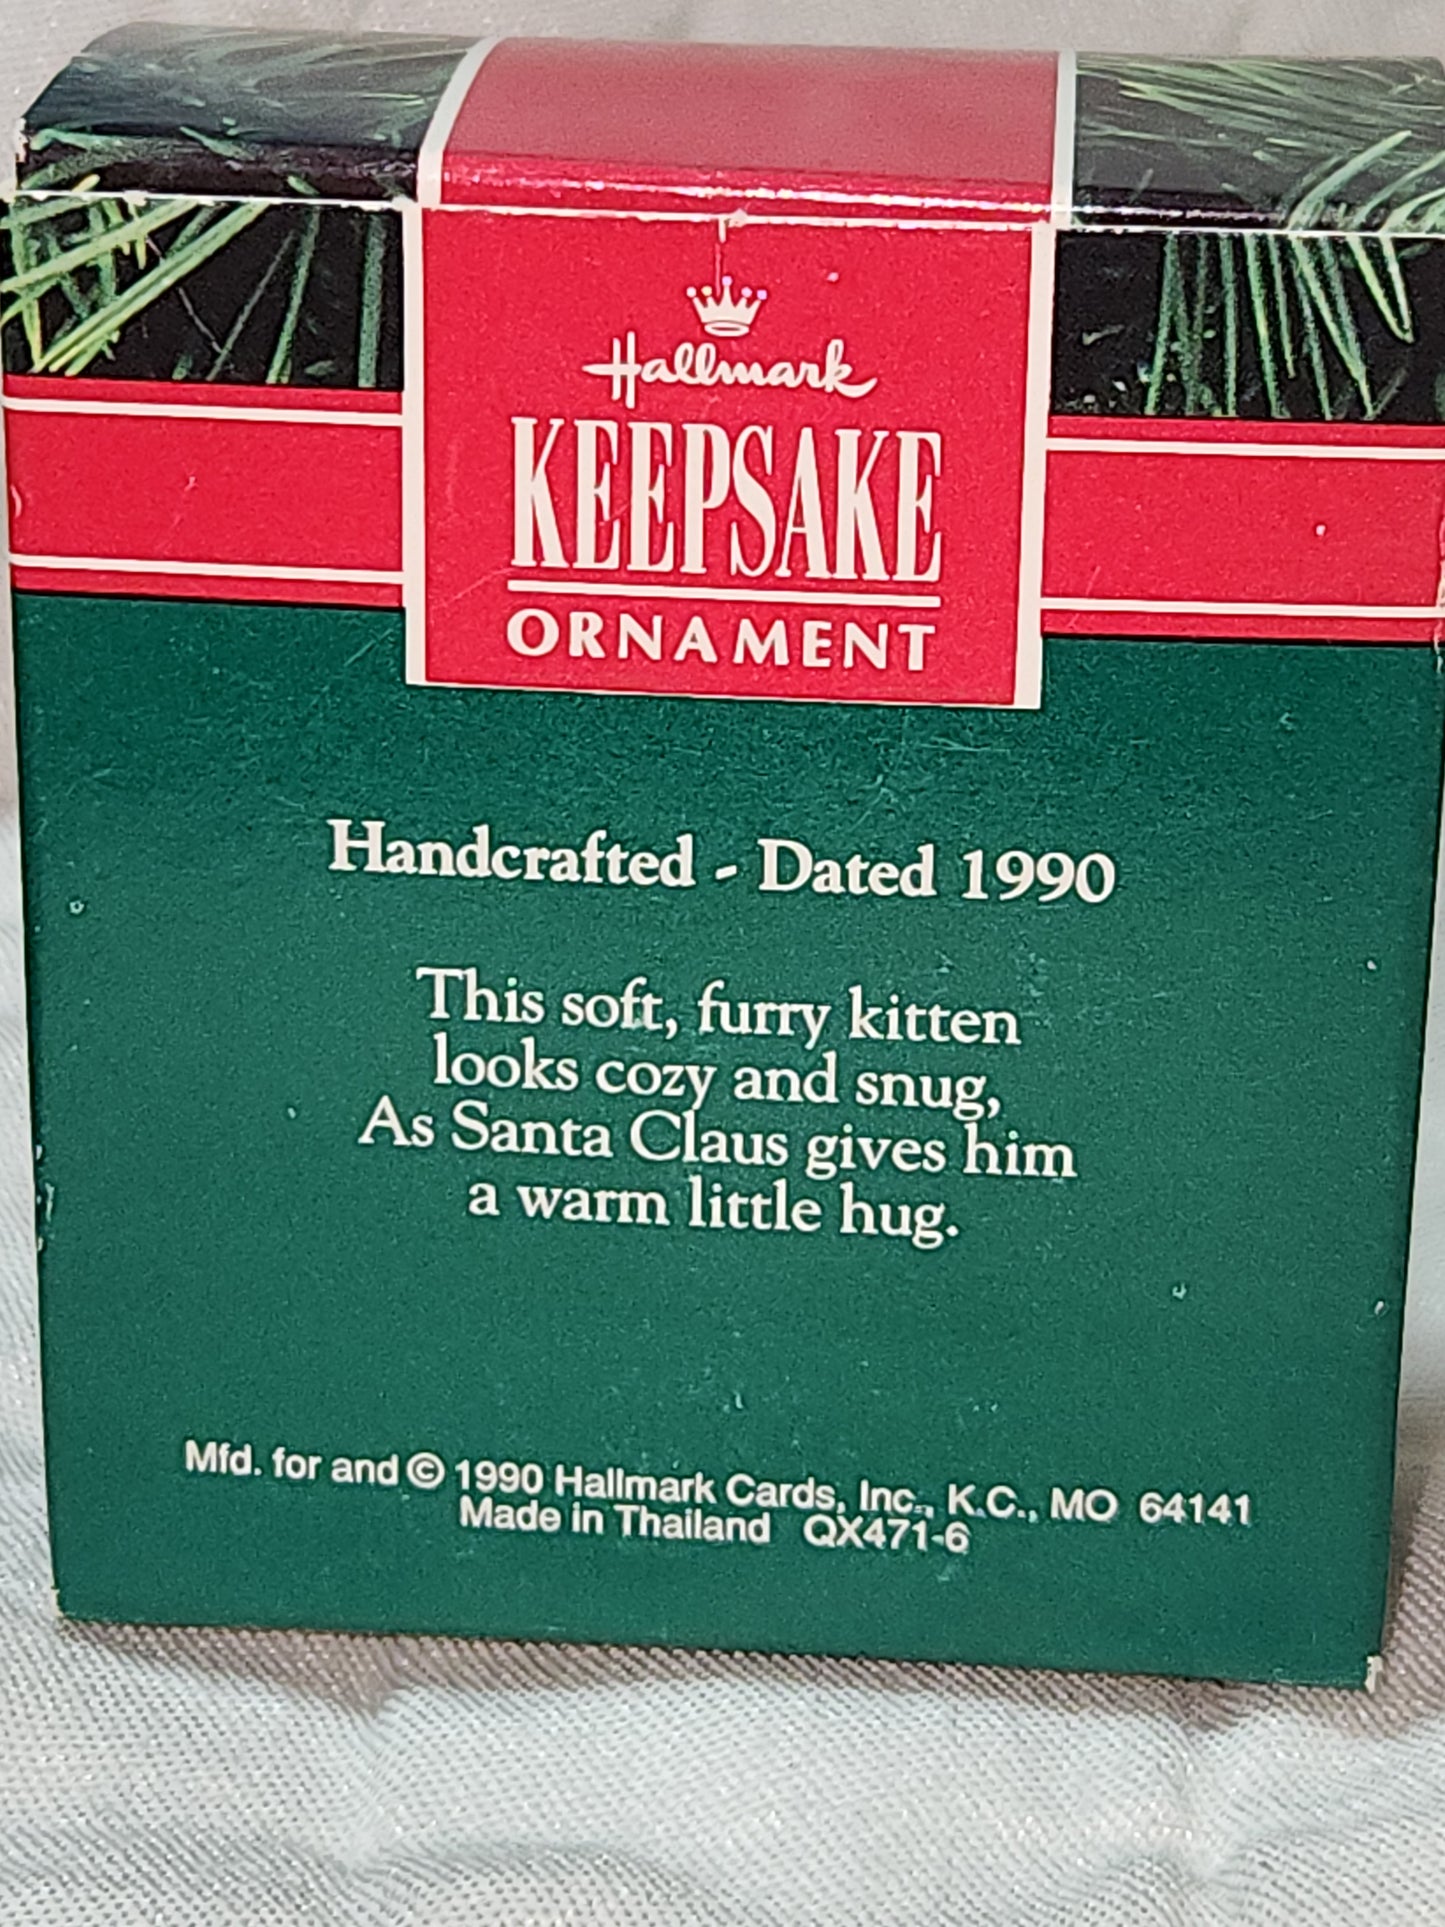 Hallmark
KEEPSAKE
ORNAMENT
Handcrafted - Dated 1990
This soft, furry kitten
looks cozy and snug,
As Santa Claus gives him
a warm little hug.
Mfd. for and © 1990 Hallmark Cards, Inc., K.C., MO 64141
Made in Thailand QX471-6